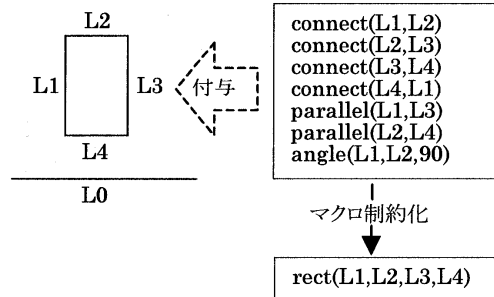 L2
L1
L3
L4
L0
付与
connect(L1,L2)
connect(L2,L3)
connect(L3,L4)
connect(L4,L1)
parallel(L1,L3)
parallel(L2,L4)
angle(L1,L2,90)
マクロ制約化
rect(L1,L2,L3,L4)